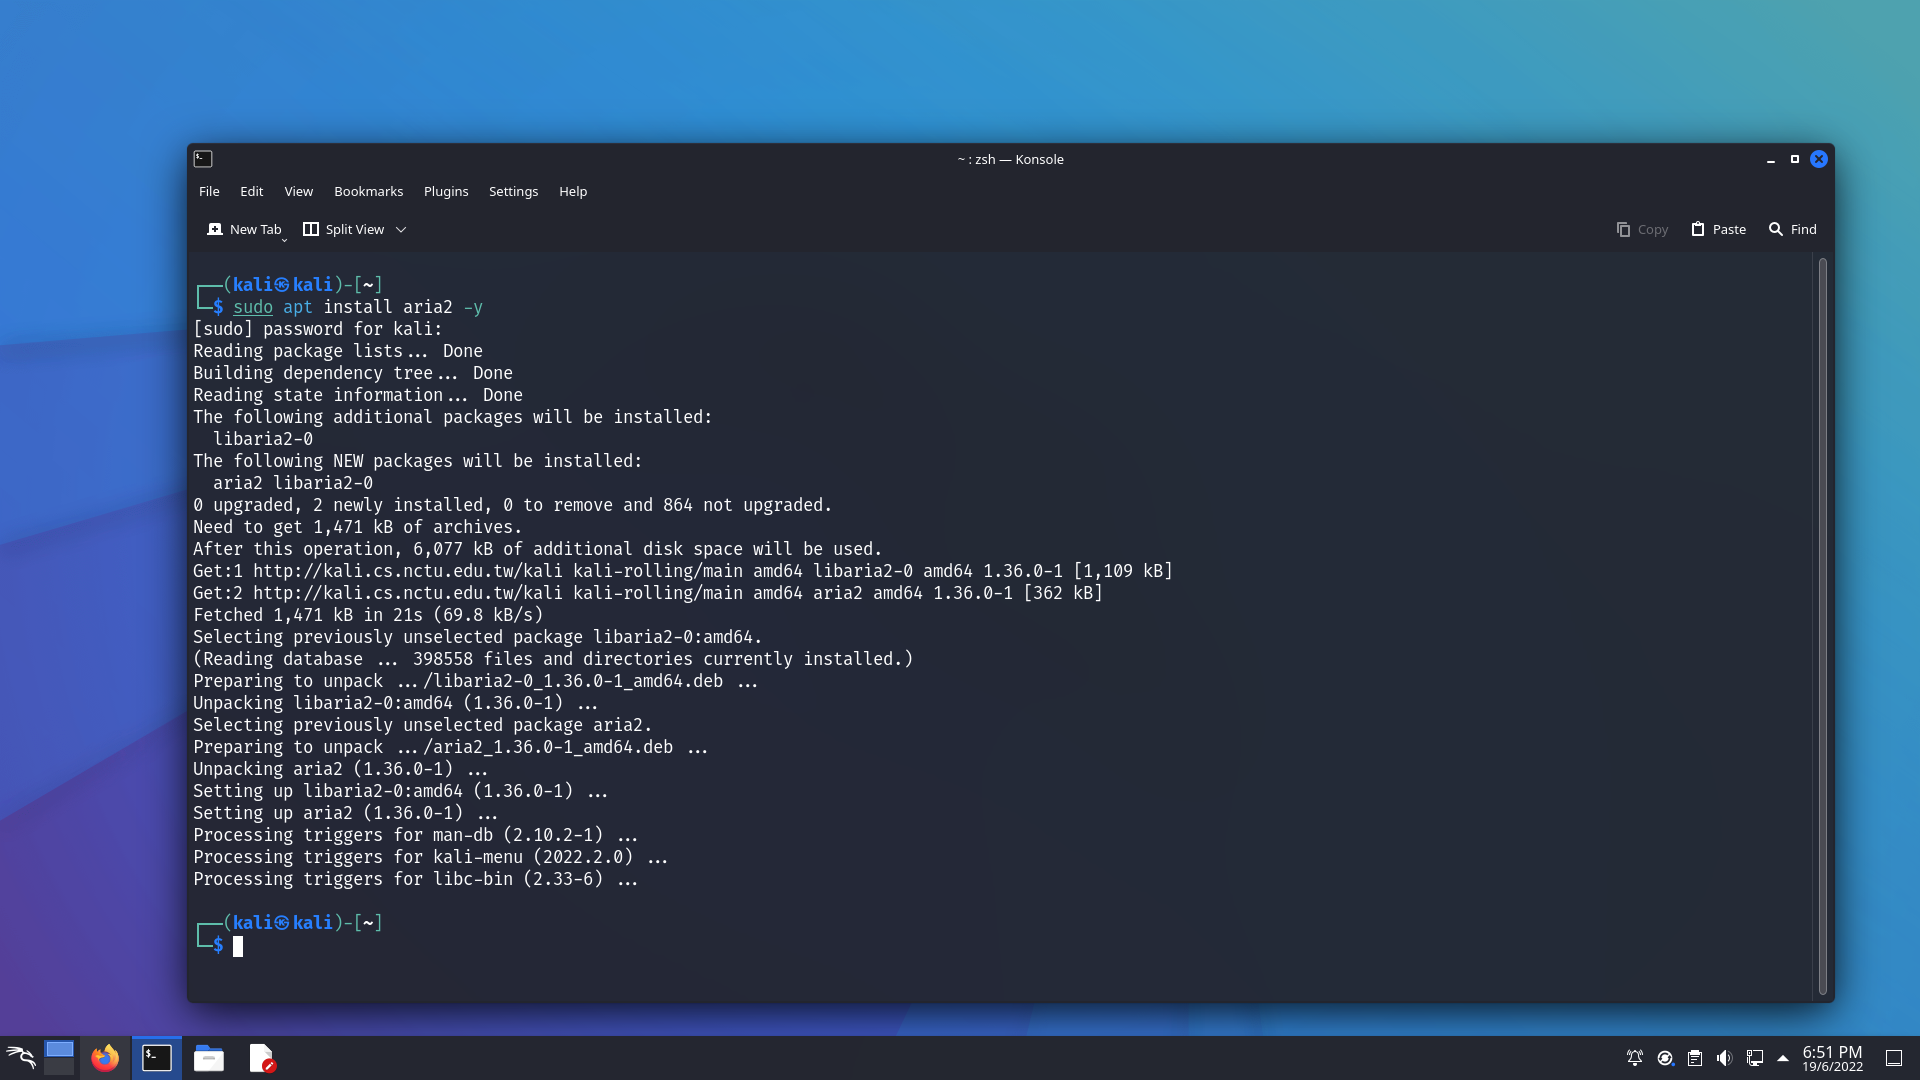 ~ : zsh — Konsole
File Edit View Bookmarks Plugins Settings Help
New Tab Split View Copy Paste Find
┌──(kali㉿kali)-[~]
└─$ sudo apt install aria2 -y
[sudo] password for kali:
Reading package lists... Done
Building dependency tree... Done
Reading state information... Done
The following additional packages will be installed:
  libaria2-0
The following NEW packages will be installed:
  aria2 libaria2-0
0 upgraded, 2 newly installed, 0 to remove and 864 not upgraded.
Need to get 1,471 kB of archives.
After this operation, 6,077 kB of additional disk space will be used.
Get:1 http://kali.cs.nctu.edu.tw/kali kali-rolling/main amd64 libaria2-0 amd64 1.36.0-1 [1,109 kB]
Get:2 http://kali.cs.nctu.edu.tw/kali kali-rolling/main amd64 aria2 amd64 1.36.0-1 [362 kB]
Fetched 1,471 kB in 21s (69.8 kB/s)
Selecting previously unselected package libaria2-0:amd64.
(Reading database ... 398558 files and directories currently installed.)
Preparing to unpack .../libaria2-0_1.36.0-1_amd64.deb ...
Unpacking libaria2-0:amd64 (1.36.0-1) ...
Selecting previously unselected package aria2.
Preparing to unpack .../aria2_1.36.0-1_amd64.deb ...
Unpacking aria2 (1.36.0-1) ...
Setting up libaria2-0:amd64 (1.36.0-1) ...
Setting up aria2 (1.36.0-1) ...
Processing triggers for man-db (2.10.2-1) ...
Processing triggers for kali-menu (2022.2.0) ...
Processing triggers for libc-bin (2.33-6) ...
┌──(kali㉿kali)-[~]
└─$
6:51 PM
19/6/2022